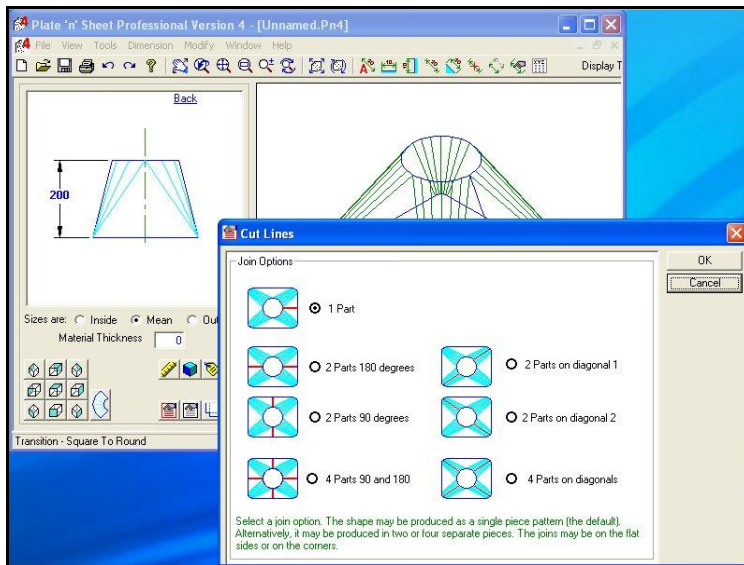 Plate 'n' Sheet Professional Version 4 - [Unnamed.Pn4]
File View Tools Dimension Modify Window Help
Display T
Back
200
Sizes are: Inside Mean Out
Material Thickness 0
Transition - Square To Round
Cut Lines
Join Options
OK
Cancel
1 Part
2 Parts 180 degrees
2 Parts on diagonal 1
2 Parts 90 degrees
2 Parts on diagonal 2
4 Parts 90 and 180
4 Parts on diagonals
Select a join option. The shape may be produced as a single piece pattern (the default).
Alternatively, it may be produced in two or four separate pieces. The joins may be on the flat
sides or on the corners.